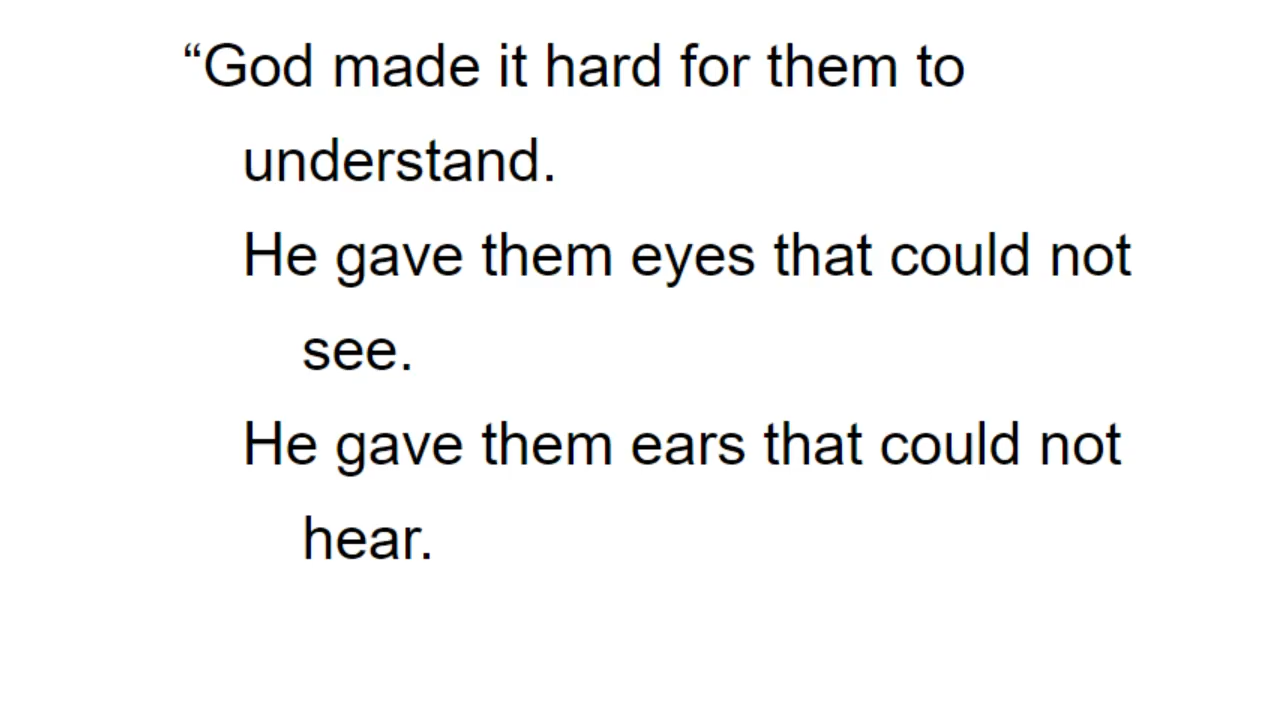 “God made it hard for them to
understand.
He gave them eyes that could not
see.
He gave them ears that could not
hear.